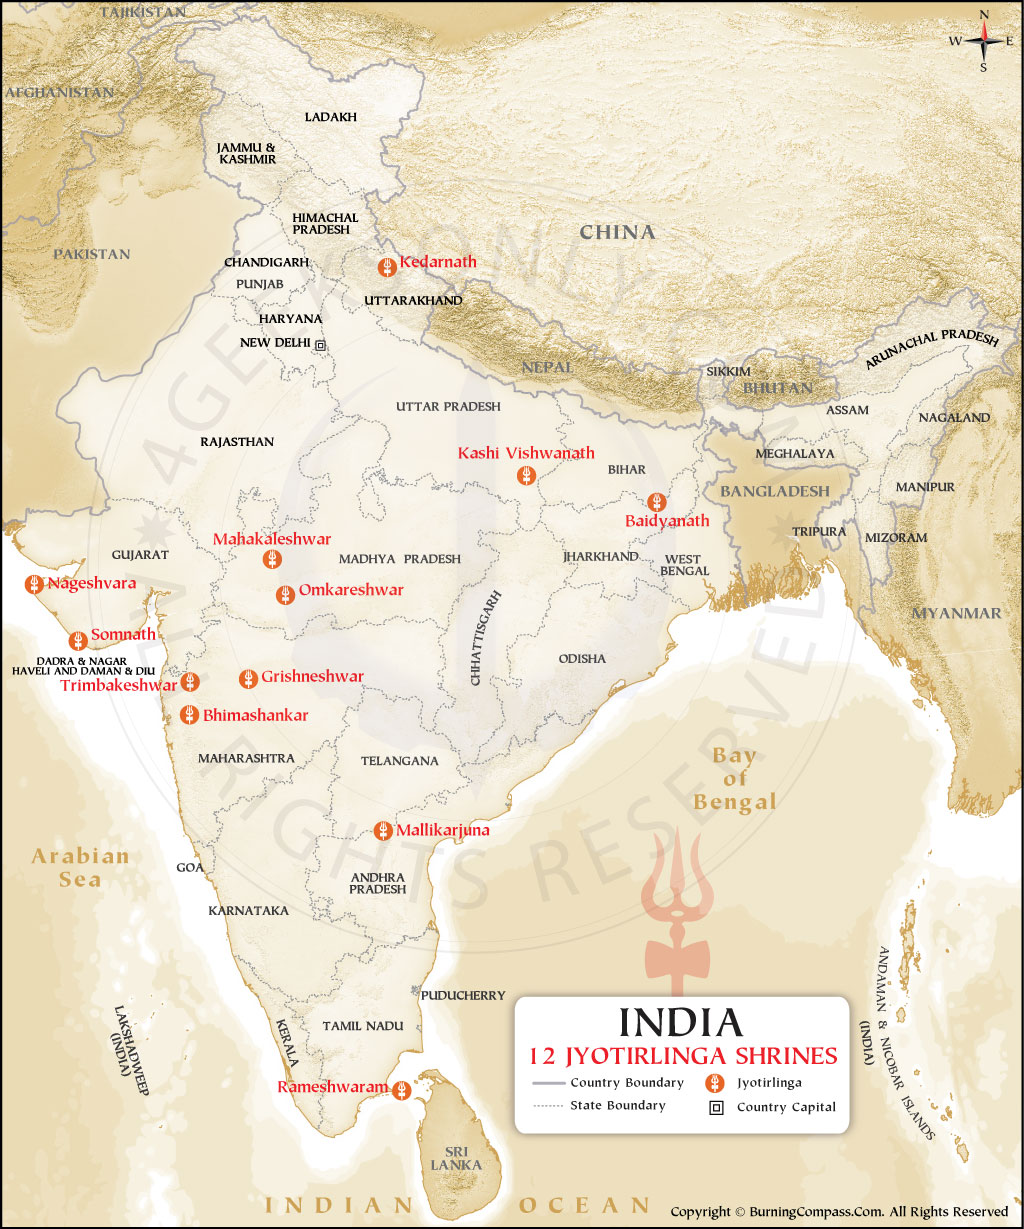 TAJIKISTAN
N
W E
S
AFGHANISTAN
LADAKH
JAMMU &
KASHMIR
HIMACHAL
PRADESH
CHINA
PAKISTAN
CHANDIGARH
Kedarnath
PUNJAB
UTTARAKHAND
HARYANA
NEW DELHI
ARUNACHAL PRADESH
NEPAL
SIKKIM
BHUTAN
UTTAR PRADESH
ASSAM
NAGALAND
RAJASTHAN
Kashi Vishwanath
MEGHALAYA
BIHAR
MANIPUR
BANGLADESH
Baidyanath
TRIPURA
MIZORAM
Mahakaleshwar
GUJARAT
MADHYA PRADESH
JHARKHAND
WEST
BENGAL
Nageshvara
Omkareshwar
MYANMAR
CHHATTISGARH
Somnath
ODISHA
DADRA & NAGAR
HAVELI AND DAMAN & DIU
Trimbakeshwar
Grishneshwar
Bhimashankar
MAHARASHTRA
TELANGANA
Bay
of
Bengal
Mallikarjuna
Arabian
Sea
GOA
ANDHRA
PRADESH
KARNATAKA
PUDUCHERRY
ANDAMAN & NICOBAR ISLANDS
(INDIA)
LAKSHADWEEP
(INDIA)
KERALA
TAMIL NADU
Rameshwaram
SRI
LANKA
INDIA
12 JYOTIRLINGA SHRINES
Country Boundary
Jyotirlinga
State Boundary
Country Capital
INDIAN OCEAN
Copyright © BurningCompass.Com. All Rights Reserved
RIGHTS RESERVED